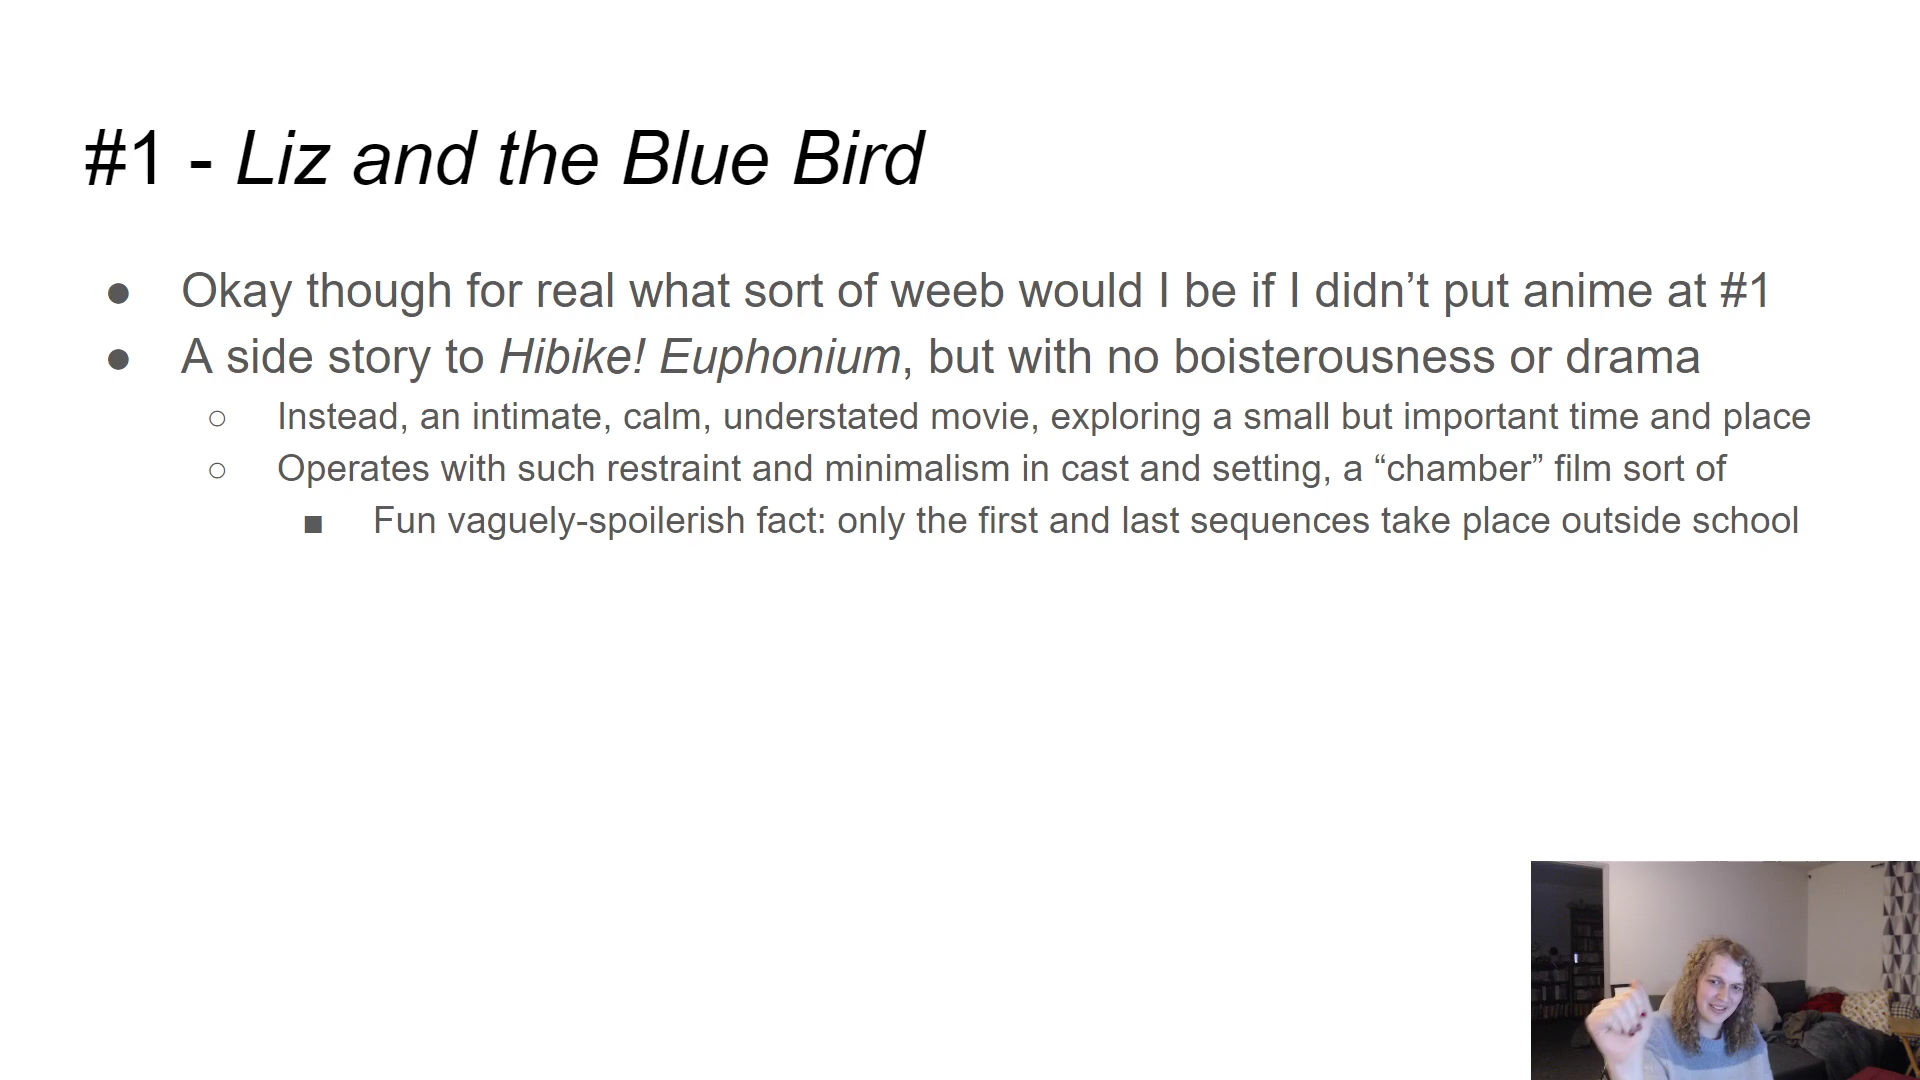 #1 - Liz and the Blue Bird
● Okay though for real what sort of weeb would I be if I didn’t put anime at #1
● A side story to Hibike! Euphonium, but with no boisterousness or drama
○ Instead, an intimate, calm, understated movie, exploring a small but important time and place
○ Operates with such restraint and minimalism in cast and setting, a “chamber” film sort of
■ Fun vaguely-spoilerish fact: only the first and last sequences take place outside school